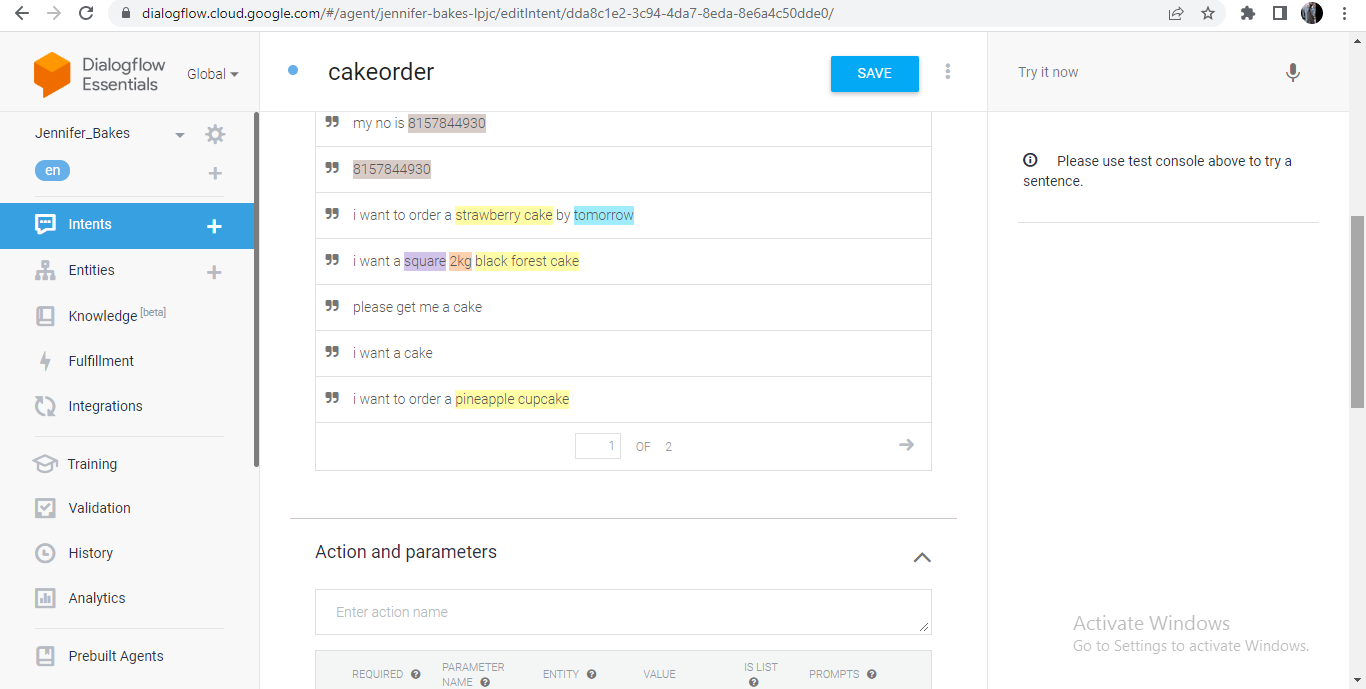 dialogflow.cloud.google.com/#/agent/jennifer-bakes-lpjc/editIntent/dda8c1e2-3c94-4da7-8eda-8e6a4c50dde0/
Dialogflow
Essentials
Global
cakeorder
SAVE
Try it now
Jennifer_Bakes
en
Intents
Entities
Knowledge [beta]
Fulfillment
Integrations
Training
Validation
History
Analytics
Prebuilt Agents
my no is 8157844930
8157844930
i want to order a strawberry cake by tomorrow
i want a square 2kg black forest cake
please get me a cake
i want a cake
i want to order a pineapple cupcake
1 OF 2
Action and parameters
Enter action name
REQUIRED PARAMETER NAME ENTITY VALUE IS LIST PROMPTS
Please use test console above to try a
sentence.
Activate Windows
Go to Settings to activate Windows.